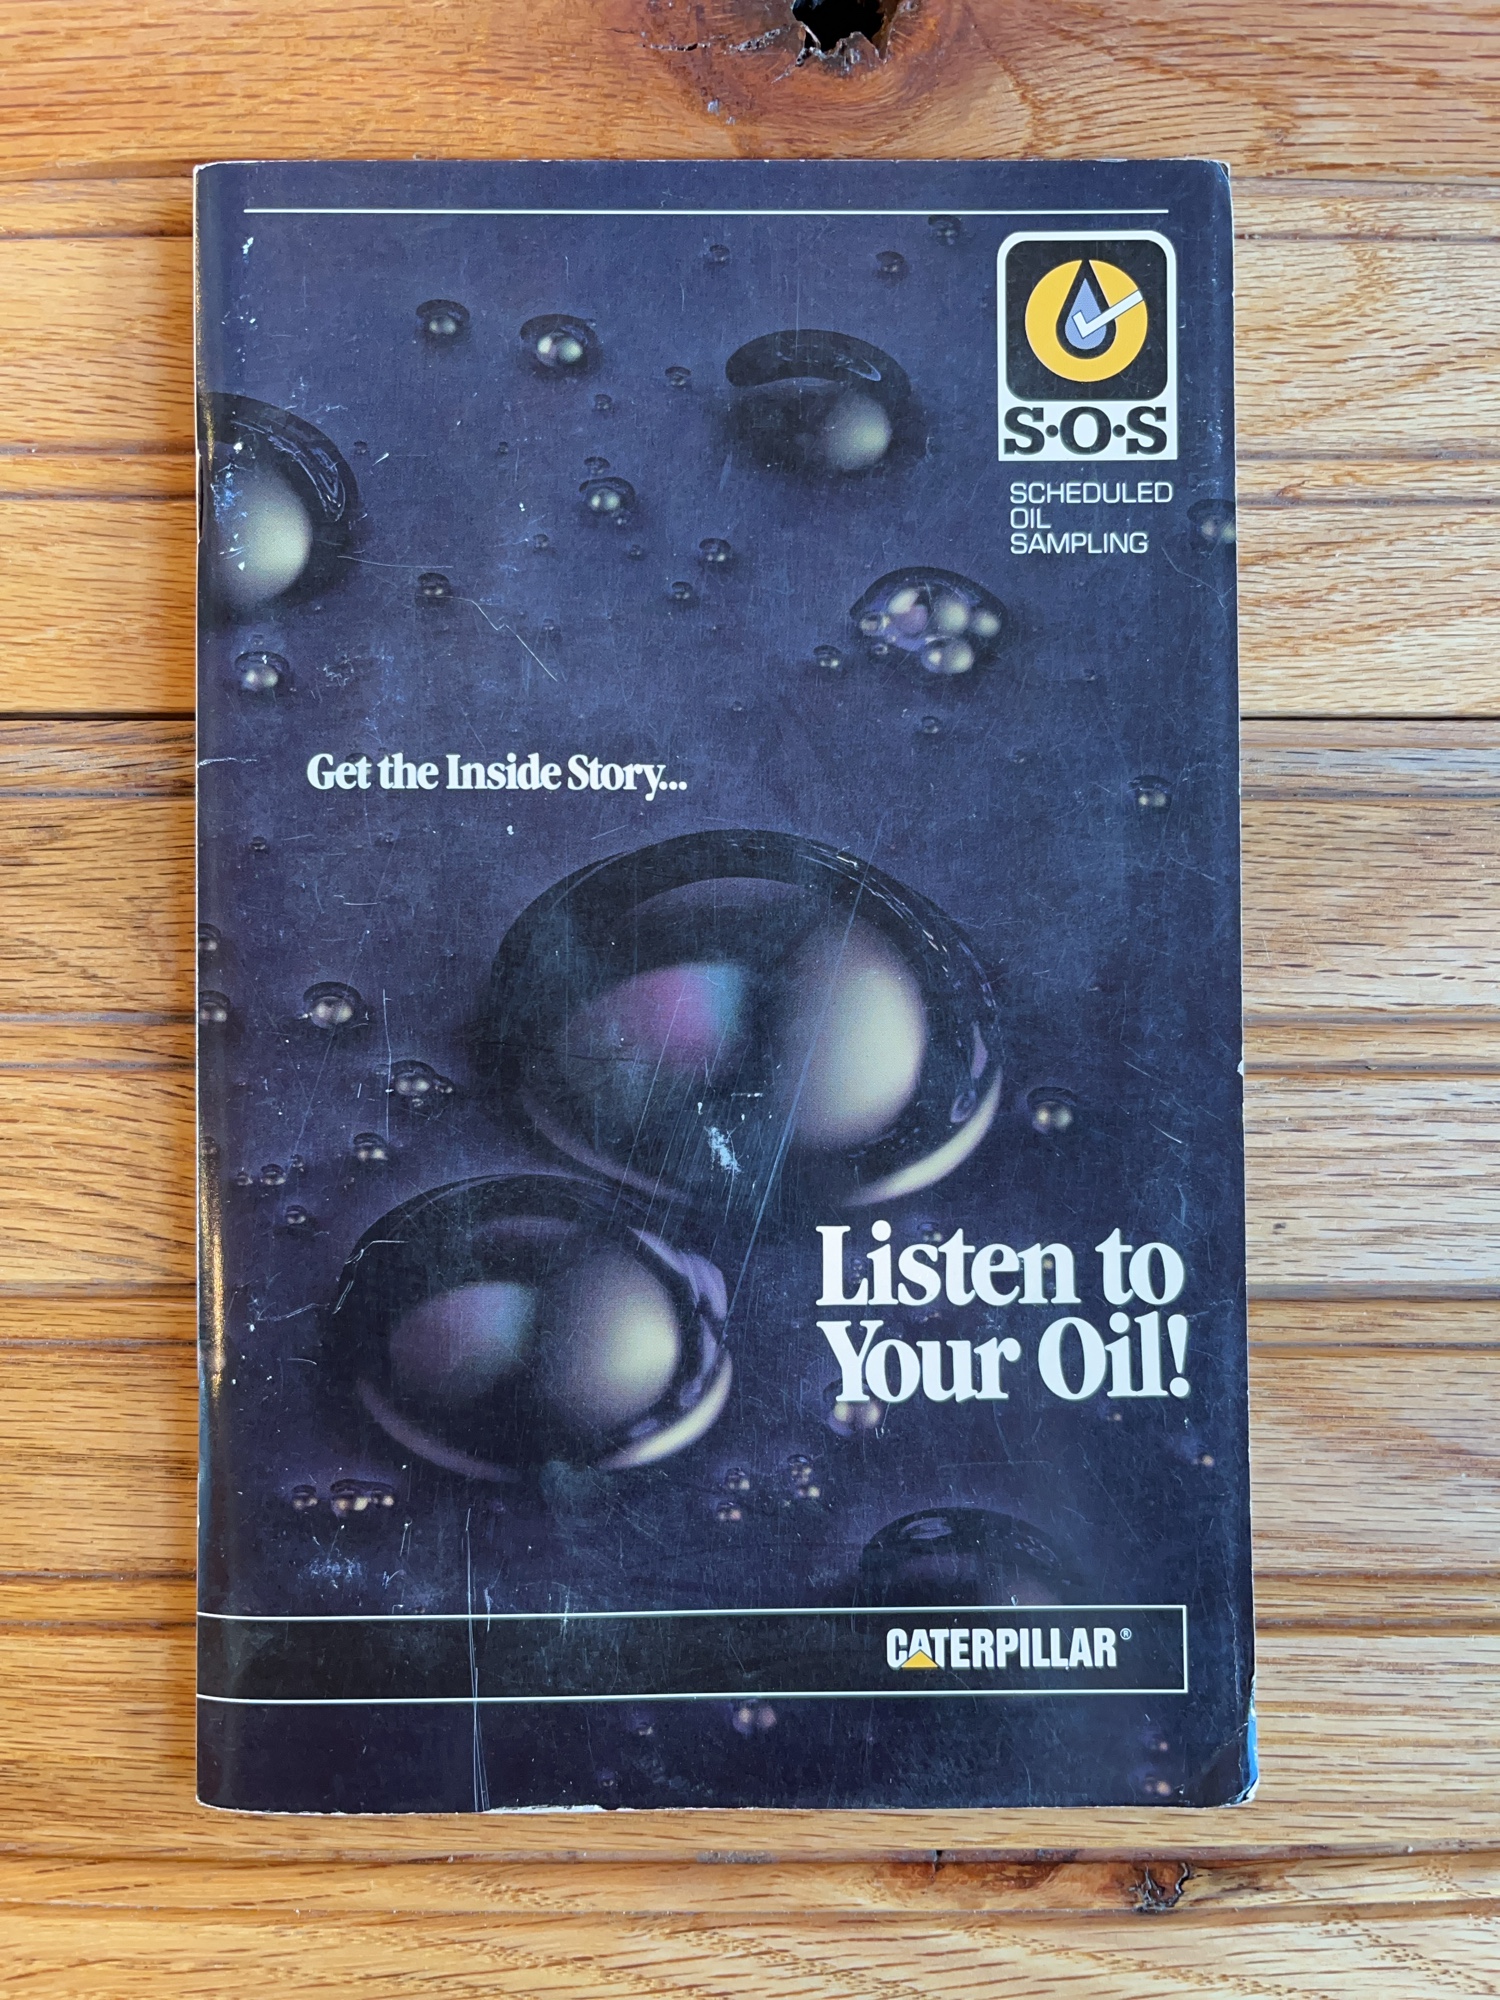 S•O•S
SCHEDULED
OIL
SAMPLING
Get the Inside Story...
Listen to
Your Oil!
CATERPILLAR®